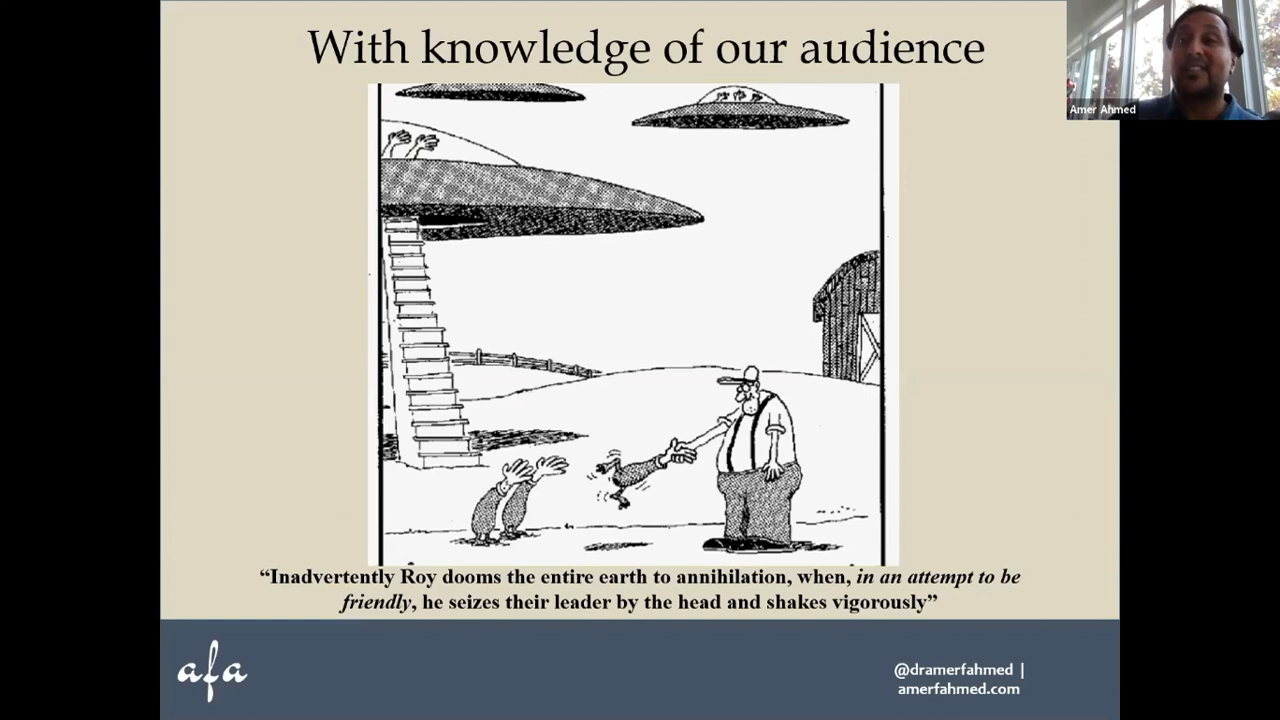 With knowledge of our audience
Amer Ahmed
“Inadvertently Roy dooms the entire earth to annihilation, when, in an attempt to be
friendly, he seizes their leader by the head and shakes vigorously”
afa
@dramerfahmed |
amerfahmed.com